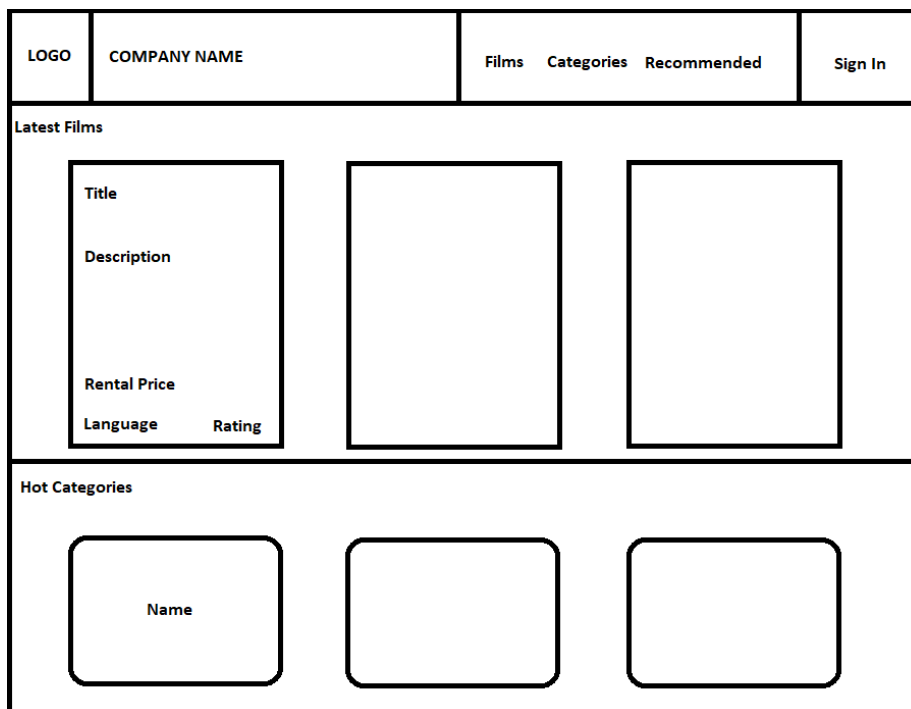 LOGO
COMPANY NAME
Films Categories Recommended
Sign In
Latest Films
Title
Description
Rental Price
Language Rating
Hot Categories
Name